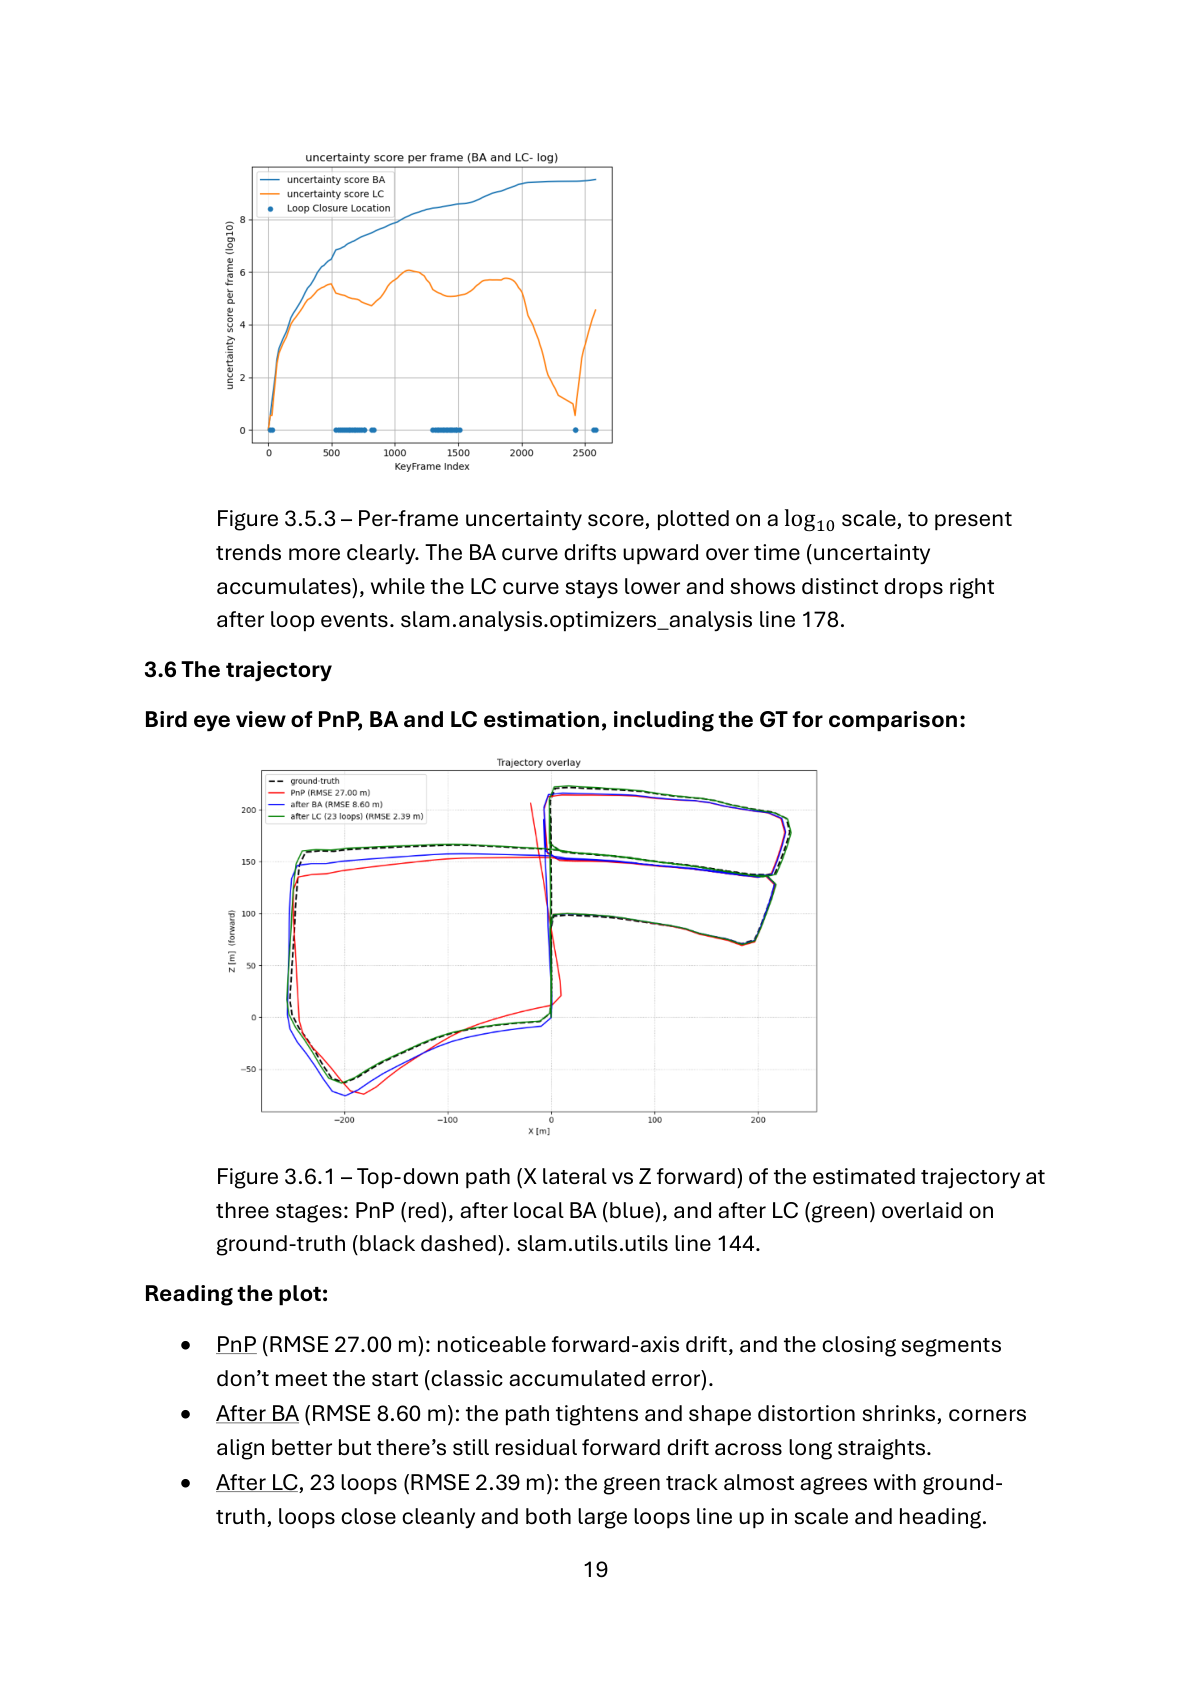 uncertainty score per frame (BA and LC- log)
uncertainty score BA
uncertainty score LC
Loop Closure Location
uncertainty score per frame (log10)
8
6
4
2
0
0 500 1000 1500 2000 2500
KeyFrame Index
Figure 3.5.3 – Per-frame uncertainty score, plotted on a log₁₀ scale, to present
trends more clearly. The BA curve drifts upward over time (uncertainty
accumulates), while the LC curve stays lower and shows distinct drops right
after loop events. slam.analysis.optimizers_analysis line 178.
3.6 The trajectory
Bird eye view of PnP, BA and LC estimation, including the GT for comparison:
Trajectory overlay
ground-truth
PnP (RMSE 27.00 m)
after BA (RMSE 8.60 m)
after LC (23 loops) (RMSE 2.39 m)
Z [m] (forward)
200
150
100
50
0
−50
−200 −100 0 100 200
X [m]
Figure 3.6.1 – Top-down path (X lateral vs Z forward) of the estimated trajectory at
three stages: PnP (red), after local BA (blue), and after LC (green) overlaid on
ground-truth (black dashed). slam.utils.utils line 144.
Reading the plot:
• PnP (RMSE 27.00 m): noticeable forward-axis drift, and the closing segments
don’t meet the start (classic accumulated error).
• After BA (RMSE 8.60 m): the path tightens and shape distortion shrinks, corners
align better but there’s still residual forward drift across long straights.
• After LC, 23 loops (RMSE 2.39 m): the green track almost agrees with ground-
truth, loops close cleanly and both large loops line up in scale and heading.
19